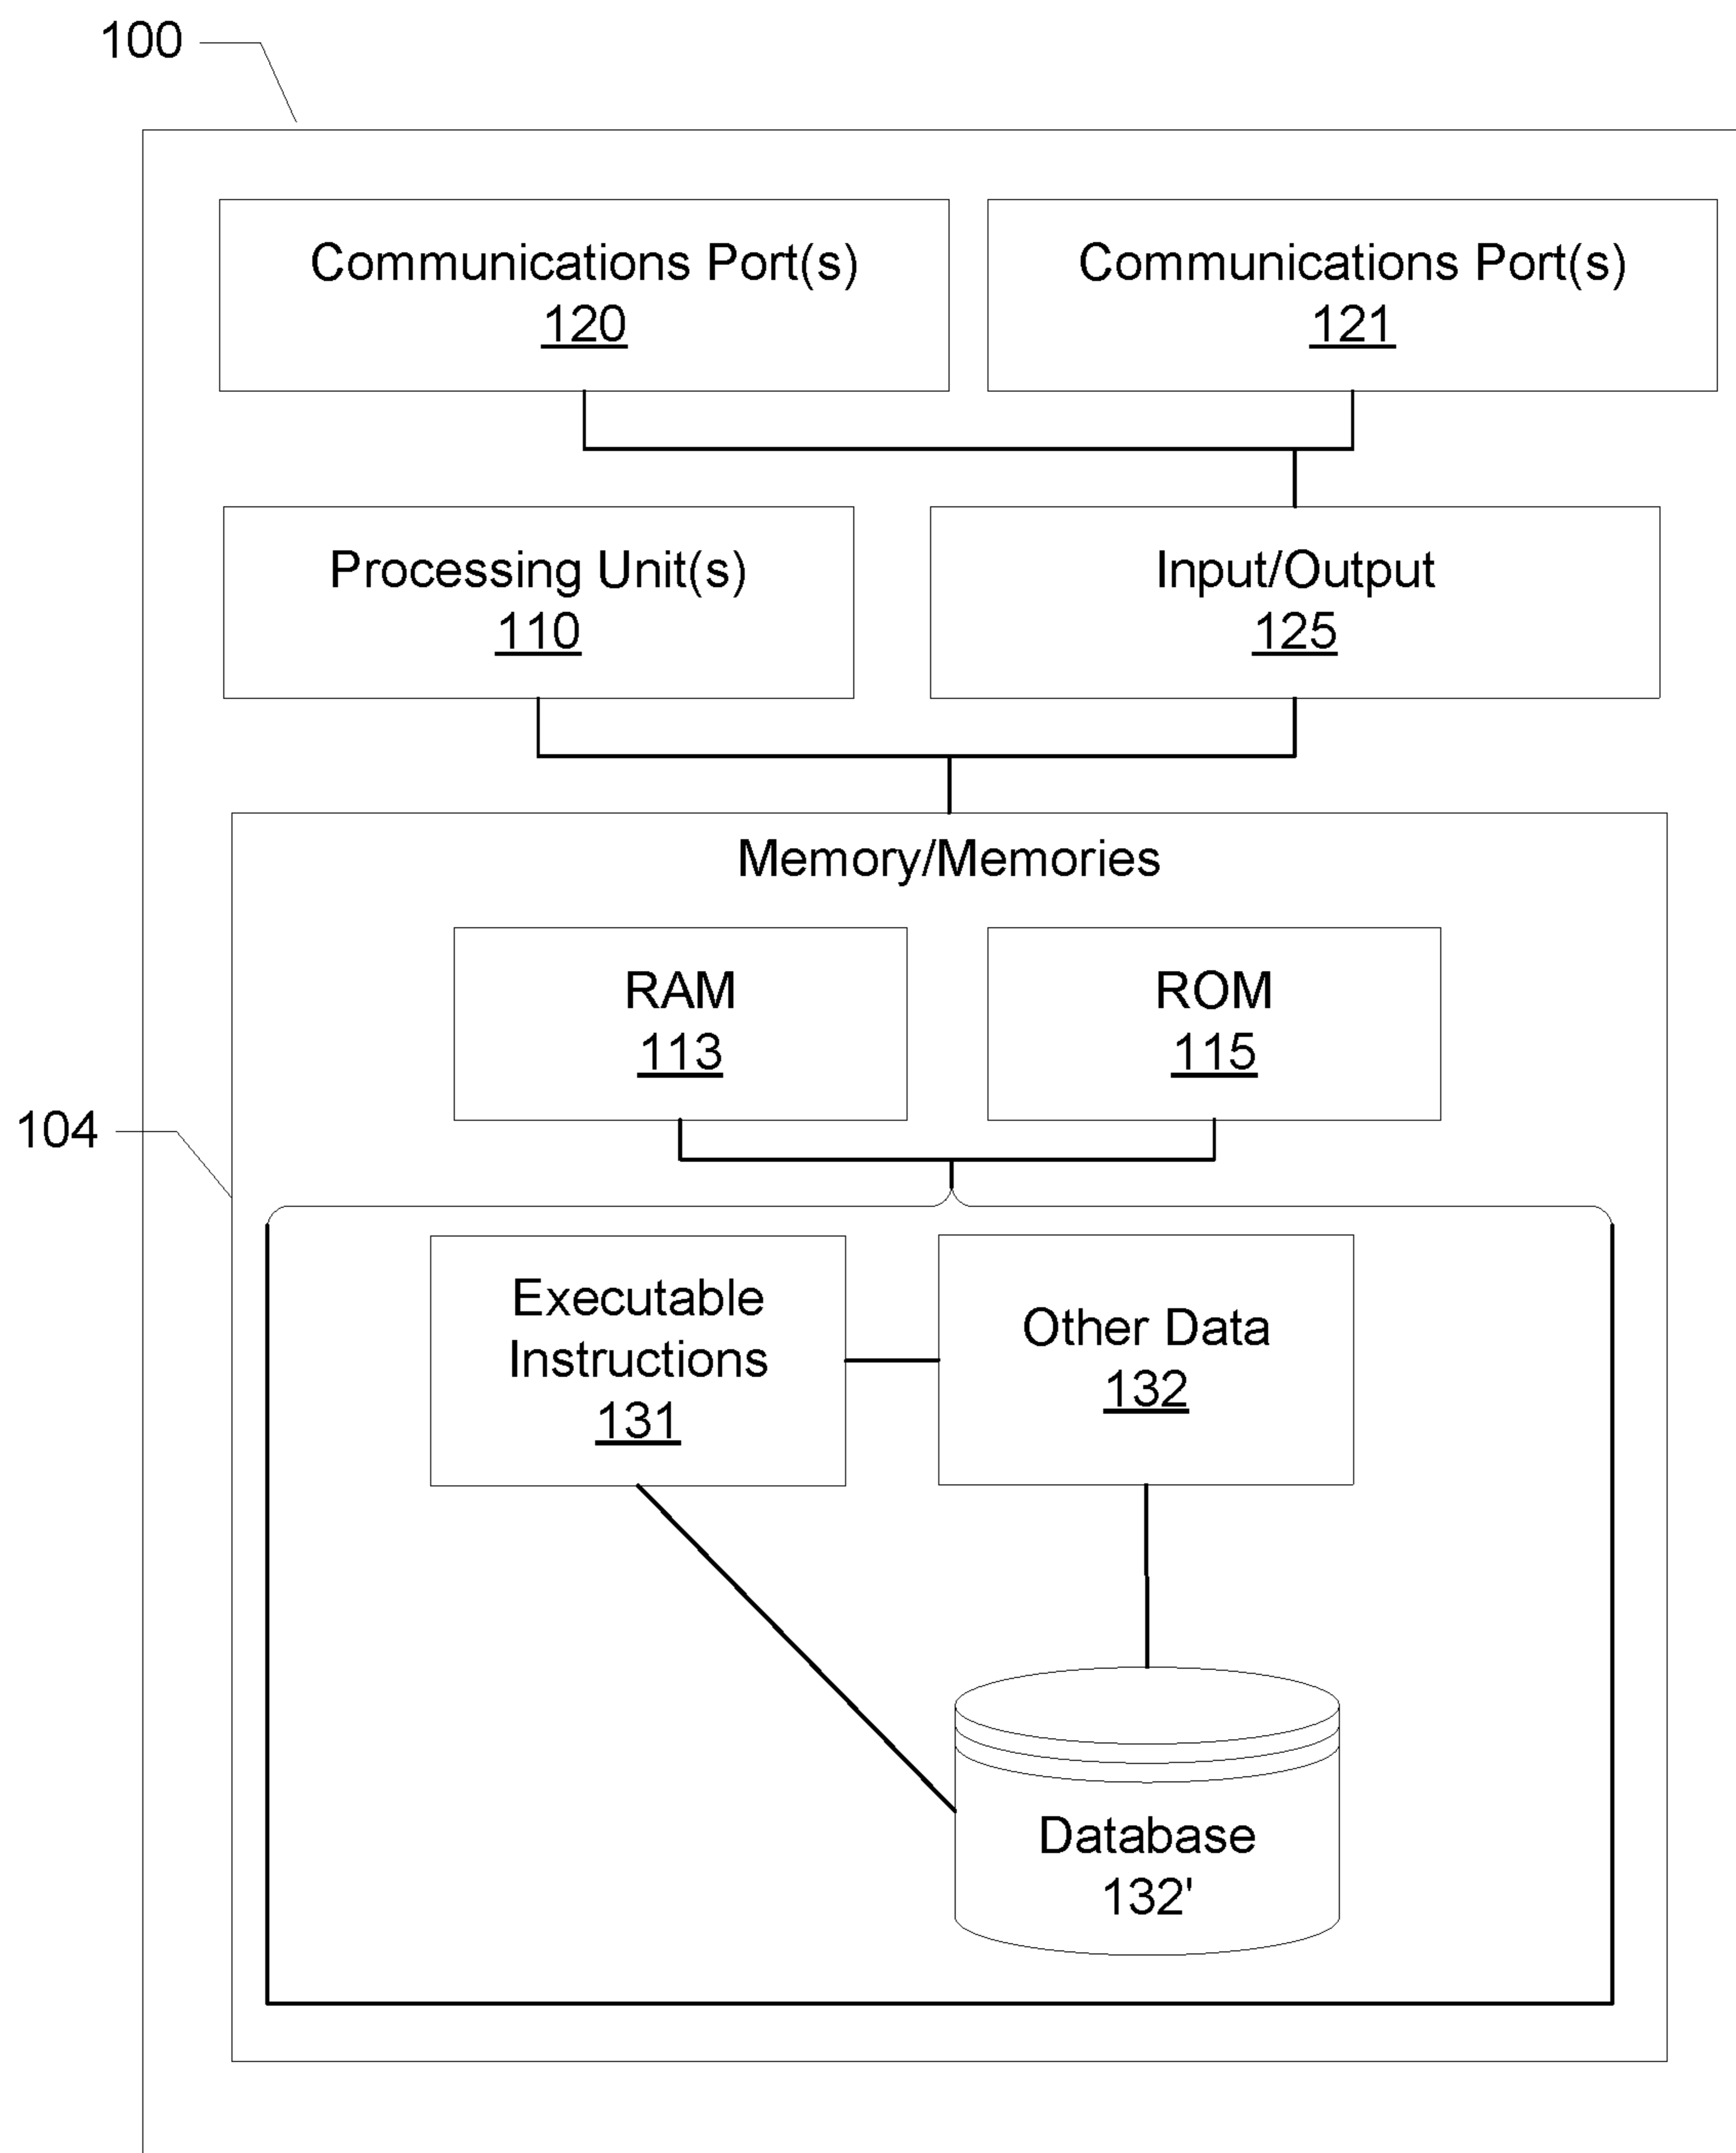 100
Communications Port(s)
120
Communications Port(s)
121
Processing Unit(s)
110
Input/Output
125
Memory/Memories
RAM
113
ROM
115
104
Executable
Instructions
131
Other Data
132
Database
132'